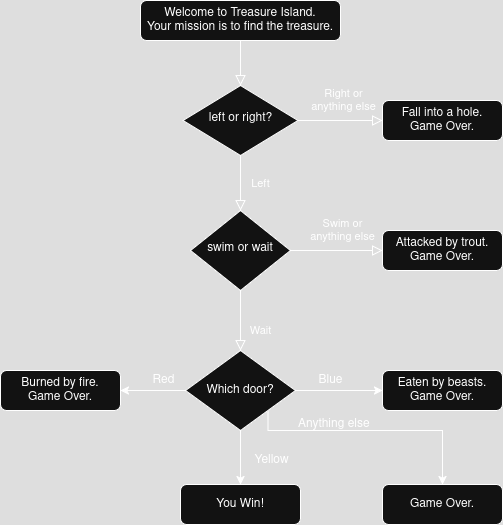 Welcome to Treasure Island.
Your mission is to find the treasure.
left or right?
Right or
anything else
Fall into a hole.
Game Over.
Left
swim or wait
Swim or
anything else
Attacked by trout.
Game Over.
Wait
Burned by fire.
Game Over.
Red
Which door?
Blue
Eaten by beasts.
Game Over.
Anything else
Yellow
You Win!
Game Over.